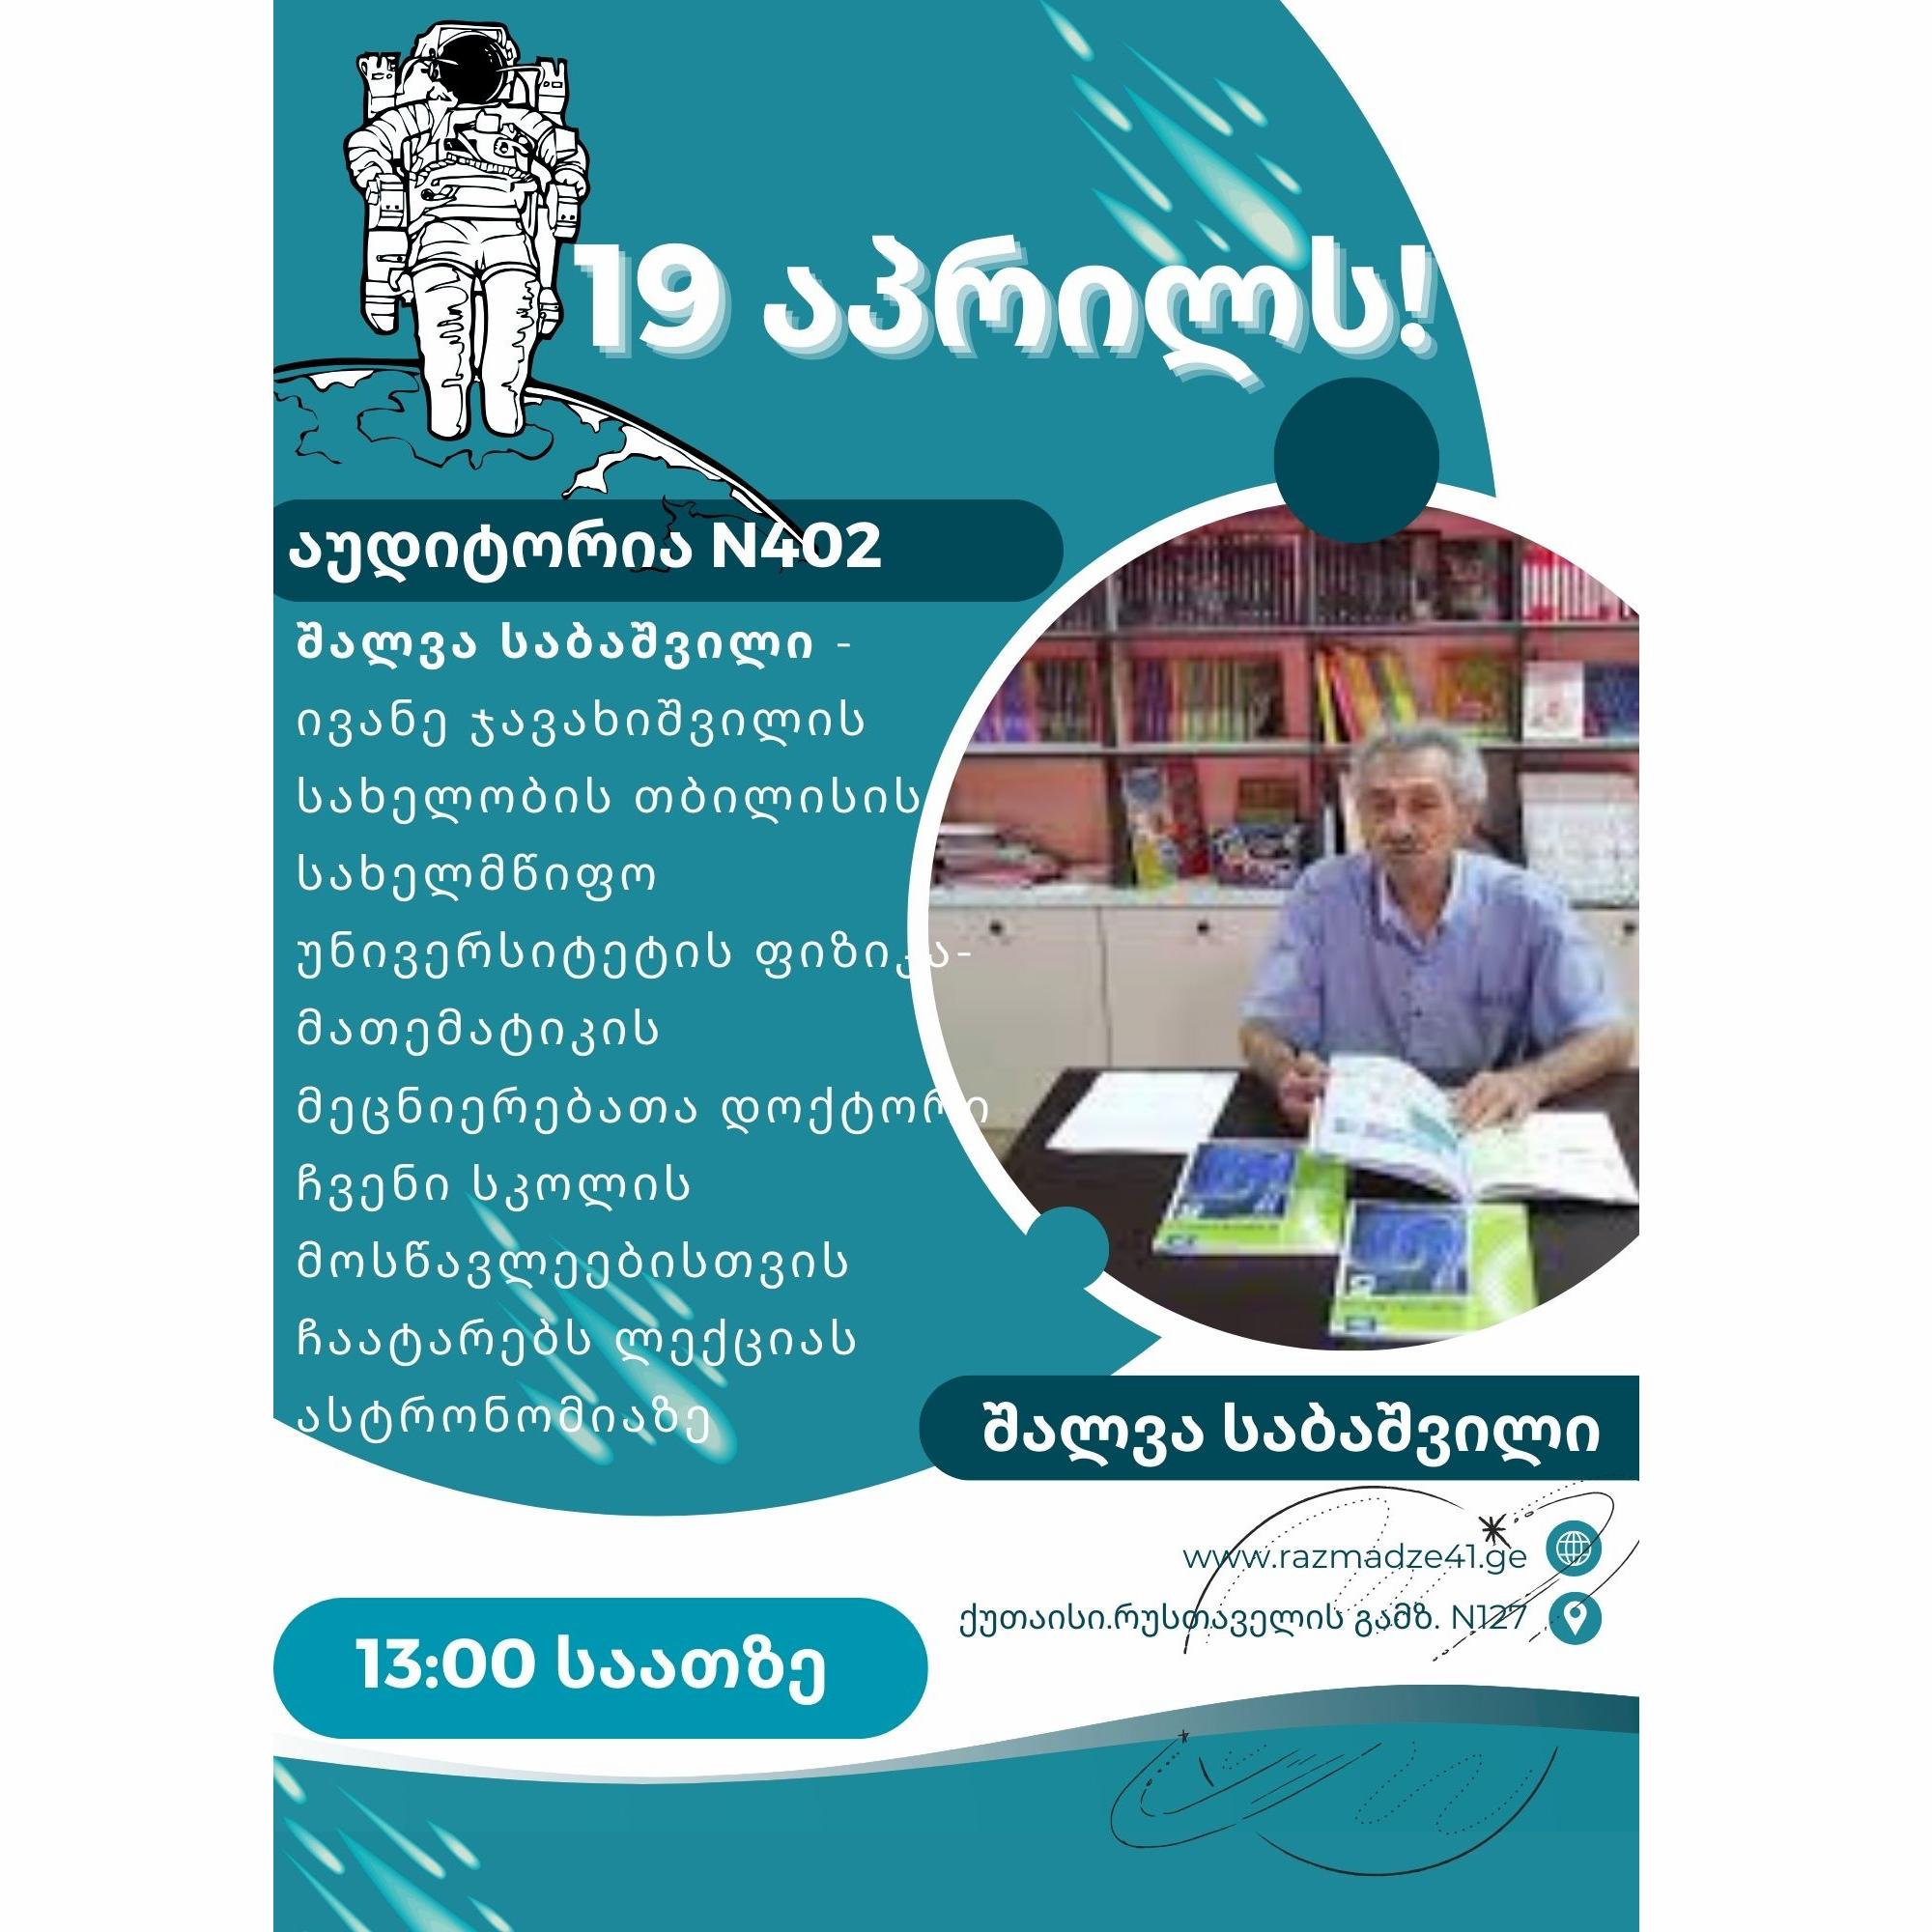 19 აპრილს!
აუდიტორია N402
შალვა საბაშვილი -
ივანე ჯავახიშვილის
სახელობის თბილისის
სახელმწიფო
უნივერსიტეტის ფიზიკა-
მათემატიკის
მეცნიერებათა დოქტორი
ჩვენი სკოლის
მოსწავლეებისთვის
ჩაატარებს ლექციას
ასტრონომიაზე
შალვა საბაშვილი
www.razmadze41.ge
ქუთაისი.რუსთაველის გამზ. N127
13:00 საათზე